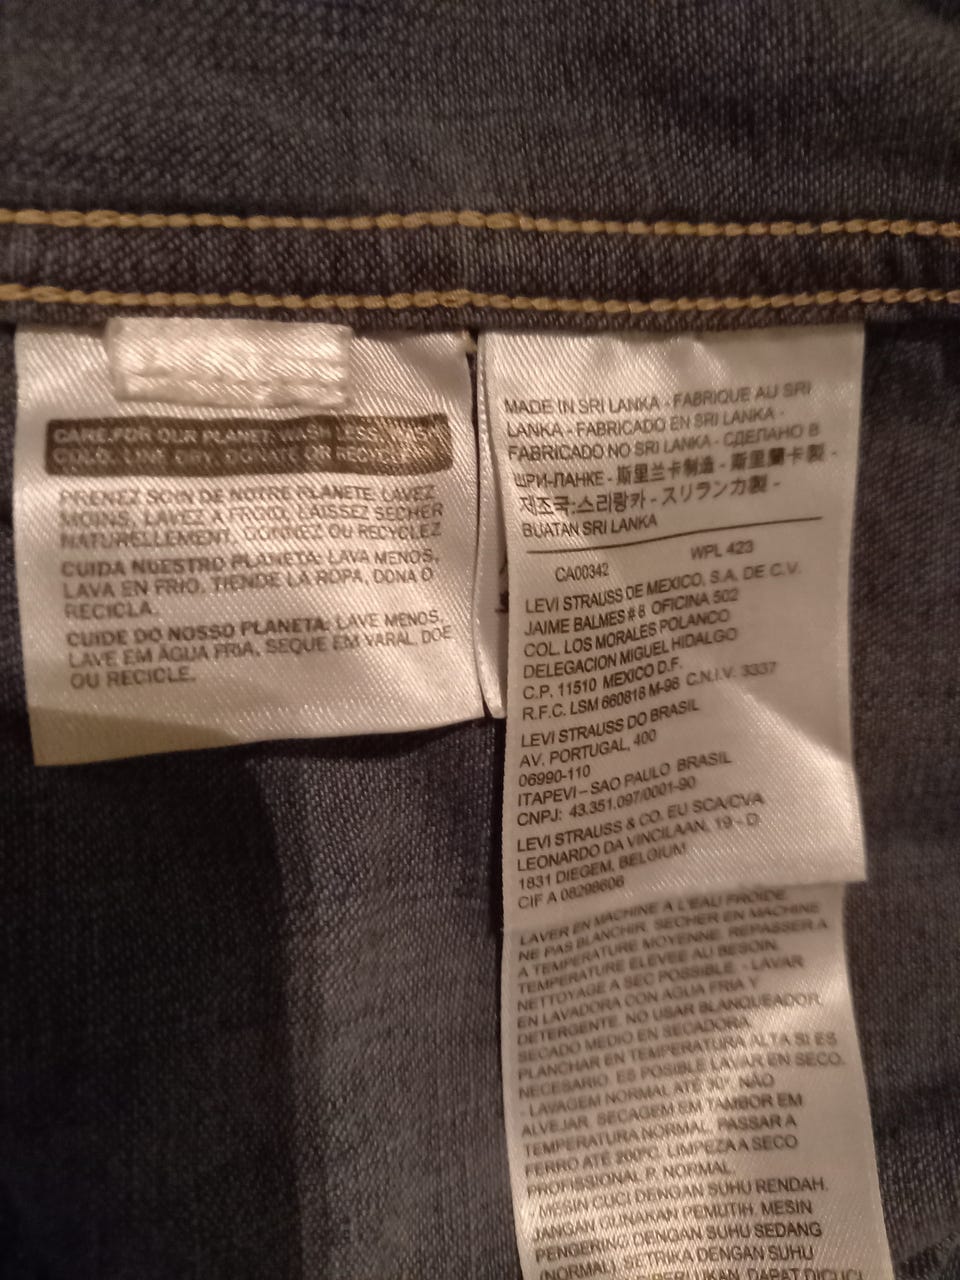 CARE FOR OUR PLANET: WASH LESS, WASH
COLD, LINE DRY, DONATE OR RECYCLE
PRENEZ SOIN DE NOTRE PLANETE: LAVEZ
MOINS, LAVEZ A FROID, LAISSEZ SECHER
NATURELLEMENT, DONNEZ OU RECYCLEZ
CUIDA NUESTRO PLANETA: LAVA MENOS,
LAVA EN FRIO, TIENDE LA ROPA, DONA O
RECICLA.
CUIDE DO NOSSO PLANETA: LAVE MENOS,
LAVE EM ÁGUA FRIA, SEQUE EM VARAL, DOE
OU RECICLE.
MADE IN SRI LANKA - FABRIQUE AU SRI
LANKA - FABRICADO EN SRI LANKA -
FABRICADO NO SRI LANKA - СДЕЛАНО В
ШРИ-ЛАНКЕ - 斯里兰卡制造 - 斯里蘭卡製 -
제조국:스리랑카 - スリランカ製 -
BUATAN SRI LANKA
WPL 423
CA00342
LEVI STRAUSS DE MEXICO, S.A. DE C.V.
JAIME BALMES # 8 OFICINA 502
COL. LOS MORALES POLANCO
DELEGACION MIGUEL HIDALGO
C.P. 11510 MEXICO D.F.
R.F.C. LSM 660818 M-98 C.N.I.V. 3337
LEVI STRAUSS DO BRASIL
AV. PORTUGAL, 400
06990-110
ITAPEVI – SAO PAULO BRASIL
CNPJ: 43.351.097/0001-90
LEVI STRAUSS & CO. EU SCA/CVA
LEONARDO DA VINCILAAN, 19 - D
1831 DIEGEM, BELGIUM
CIF A 08298606
LAVER EN MACHINE A L'EAU FROIDE.
NE PAS BLANCHIR. SECHER EN MACHINE
A TEMPERATURE MOYENNE. REPASSER A
TEMPERATURE ELEVEE AU BESOIN.
NETTOYAGE A SEC POSSIBLE. - LAVAR
EN LAVADORA CON AGUA FRIA Y
DETERGENTE. NO USAR BLANQUEADOR.
SECADO MEDIO EN SECADORA.
PLANCHAR EN TEMPERATURA ALTA SI ES
NECESARIO. ES POSIBLE LAVAR EN SECO.
- LAVAGEM NORMAL ATÉ 30°. NÃO
ALVEJAR. SECAGEM EM TAMBOR EM
TEMPERATURA NORMAL. PASSAR A
FERRO ATÉ 200ºC. LIMPEZA A SECO
PROFISSIONAL P. NORMAL.
- MESIN CUCI DENGAN SUHU RENDAH.
JANGAN GUNAKAN PEMUTIH. MESIN
PENGERING DENGAN SUHU SEDANG
(NORMAL). SETRIKA DENGAN SUHU
DIPERLUKAN. DAPAT DICUCI